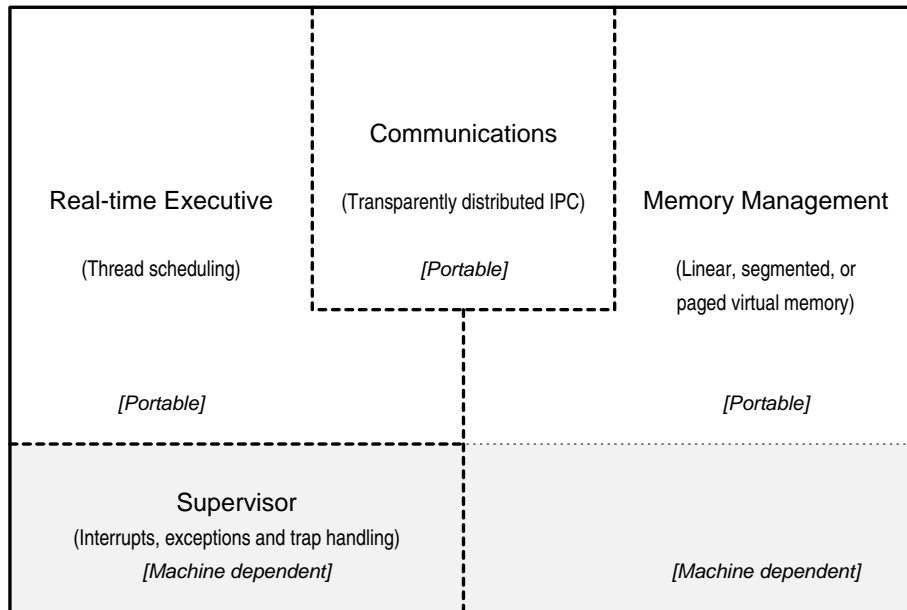 Communications
(Transparently distributed IPC)
[Portable]
Real-time Executive
(Thread scheduling)
[Portable]
Memory Management
(Linear, segmented, or
paged virtual memory)
[Portable]
Supervisor
(Interrupts, exceptions and trap handling)
[Machine dependent]
[Machine dependent]